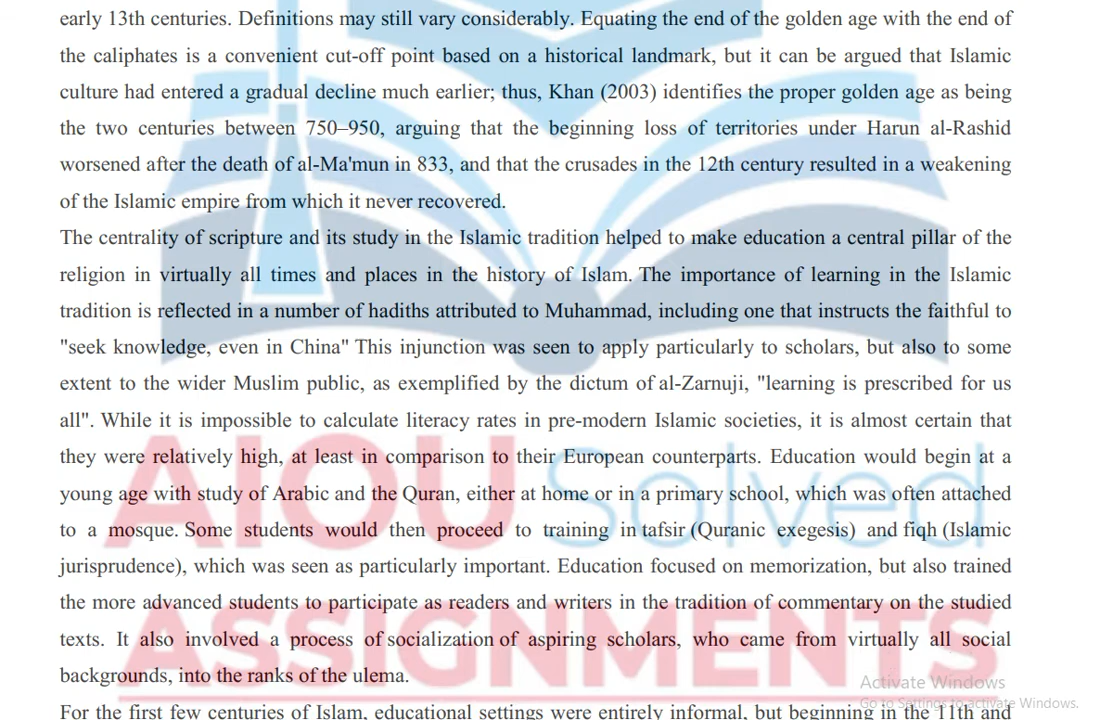 early 13th centuries. Definitions may still vary considerably. Equating the end of the golden age with the end of
the caliphates is a convenient cut-off point based on a historical landmark, but it can be argued that Islamic
culture had entered a gradual decline much earlier; thus, Khan (2003) identifies the proper golden age as being
the two centuries between 750–950, arguing that the beginning loss of territories under Harun al-Rashid
worsened after the death of al-Ma'mun in 833, and that the crusades in the 12th century resulted in a weakening
of the Islamic empire from which it never recovered.
The centrality of scripture and its study in the Islamic tradition helped to make education a central pillar of the
religion in virtually all times and places in the history of Islam. The importance of learning in the Islamic
tradition is reflected in a number of hadiths attributed to Muhammad, including one that instructs the faithful to
"seek knowledge, even in China" This injunction was seen to apply particularly to scholars, but also to some
extent to the wider Muslim public, as exemplified by the dictum of al-Zarnuji, "learning is prescribed for us
all". While it is impossible to calculate literacy rates in pre-modern Islamic societies, it is almost certain that
they were relatively high, at least in comparison to their European counterparts. Education would begin at a
young age with study of Arabic and the Quran, either at home or in a primary school, which was often attached
to a mosque. Some students would then proceed to training in tafsir (Quranic exegesis) and fiqh (Islamic
jurisprudence), which was seen as particularly important. Education focused on memorization, but also trained
the more advanced students to participate as readers and writers in the tradition of commentary on the studied
texts. It also involved a process of socialization of aspiring scholars, who came from virtually all social
backgrounds, into the ranks of the ulema.
For the first few centuries of Islam, educational settings were entirely informal, but beginning in the 11th and
AIOU Solved
ASSIGNMENTS
Activate Windows
Go to Settings to activate Windows.